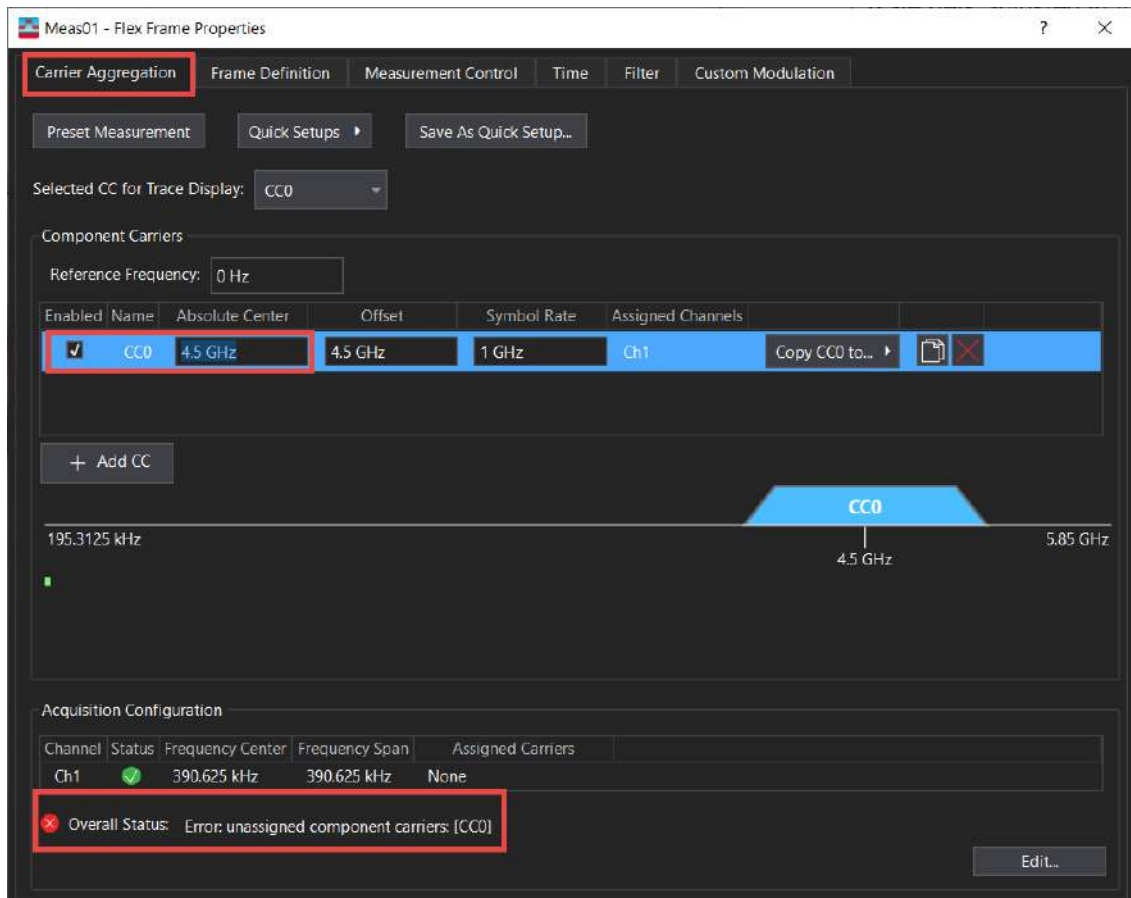 Meas01 - Flex Frame Properties ? ×
Carrier Aggregation Frame Definition Measurement Control Time Filter Custom Modulation
Preset Measurement Quick Setups Save As Quick Setup...
Selected CC for Trace Display: CC0
Component Carriers
Reference Frequency: 0 Hz
Enabled Name Absolute Center Offset Symbol Rate Assigned Channels
CC0 4.5 GHz 4.5 GHz 1 GHz Ch1 Copy CC0 to...
+ Add CC
CC0
195.3125 kHz 5.85 GHz
4.5 GHz
Acquisition Configuration
Channel Status Frequency Center Frequency Span Assigned Carriers
Ch1 390.625 kHz 390.625 kHz None
Overall Status: Error: unassigned component carriers: [CC0]
Edit...